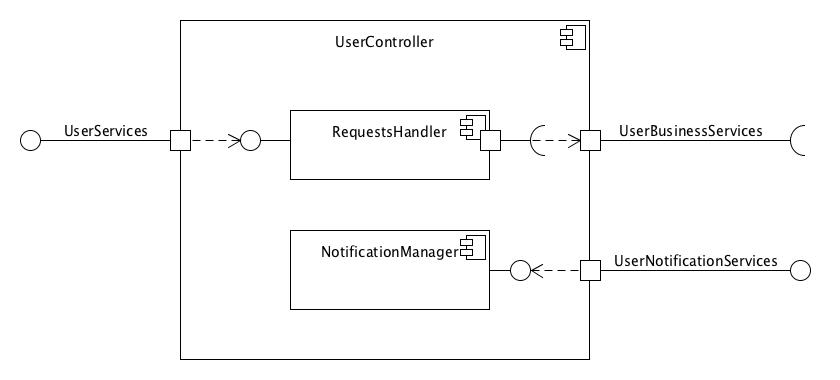 UserController
UserServices
RequestsHandler
UserBusinessServices
NotificationManager
UserNotificationServices